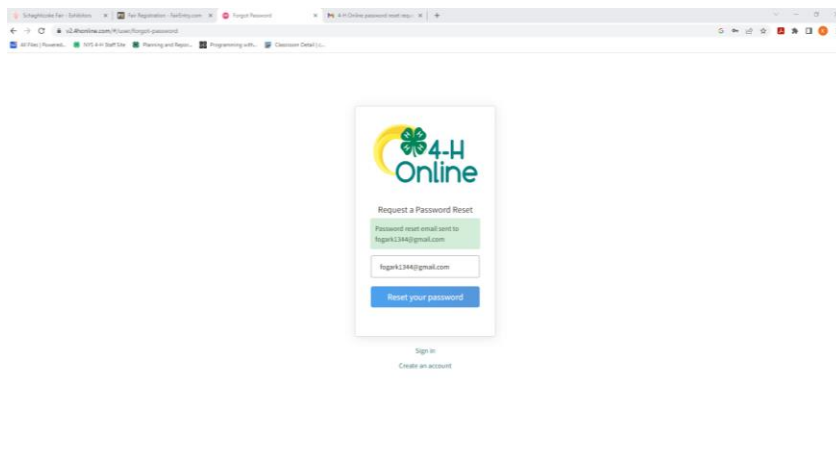 Schaghticoke Fair - Exhibitors
Fair Registration - FairEntry.com
Forgot Password
4-H Online password reset requ
v2.4honline.com/#/user/forgot-password
All Files | Powered...
NYS 4-H Staff Site
Planning and Repor...
Programming with...
Classroom Detail | L...
4-H
Online
Request a Password Reset
Password reset email sent to
fogark1344@gmail.com
fogark1344@gmail.com
Reset your password
Sign in
Create an account